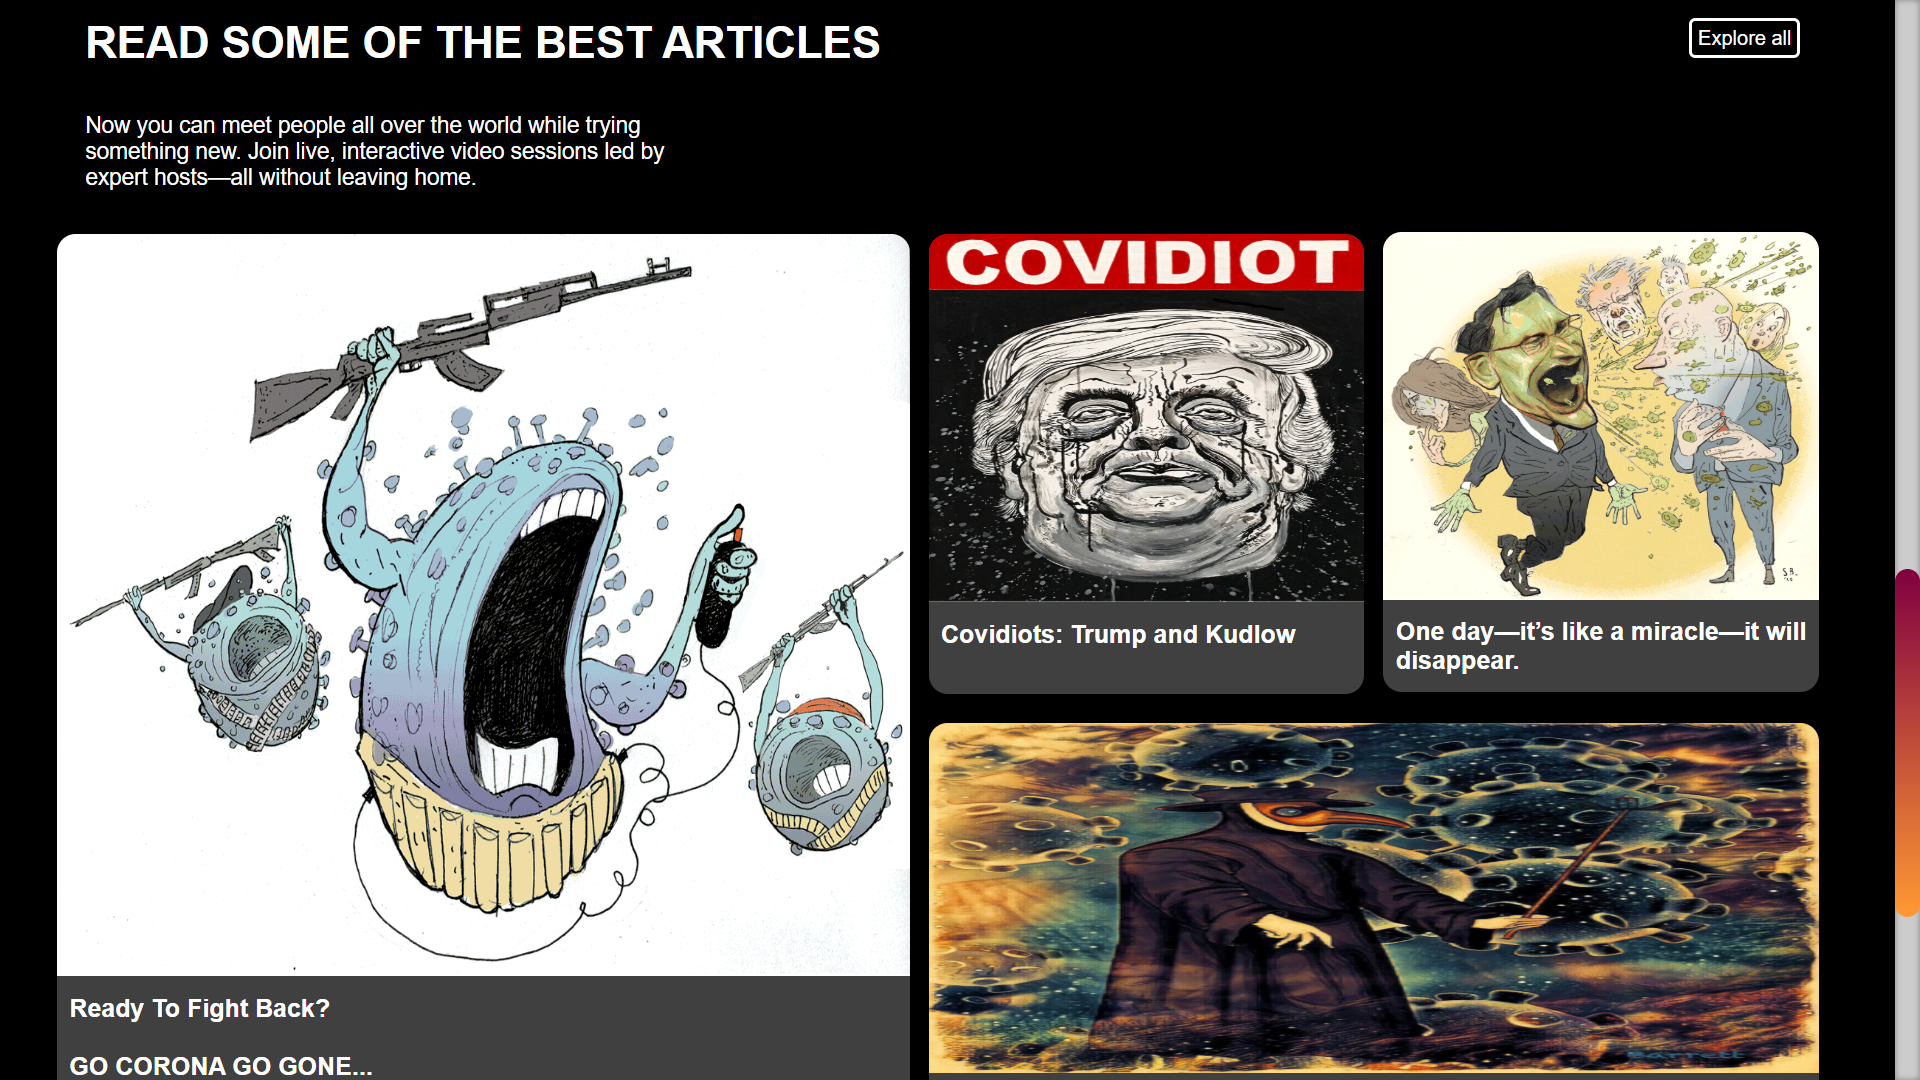 READ SOME OF THE BEST ARTICLES
Explore all
Now you can meet people all over the world while trying
something new. Join live, interactive video sessions led by
expert hosts—all without leaving home.
COVIDIOT
Covidiots: Trump and Kudlow
S.B.
One day—it’s like a miracle—it will
disappear.
Barrett
Ready To Fight Back?
GO CORONA GO GONE...